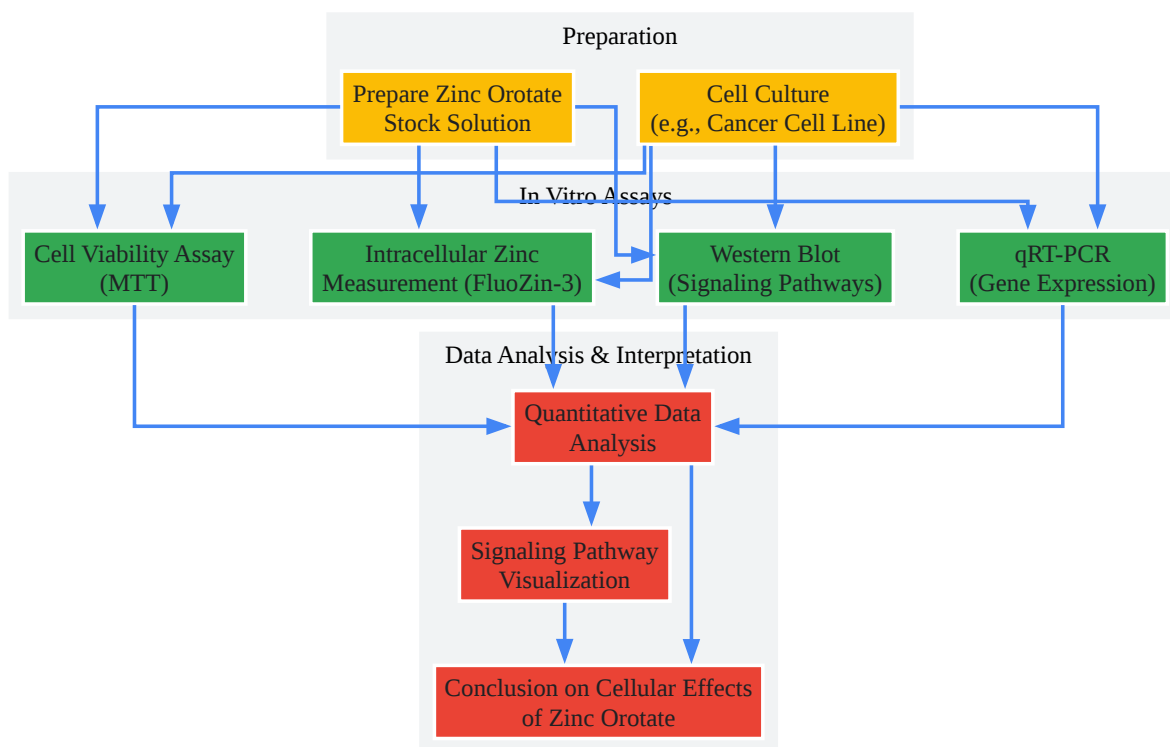 Preparation
Prepare Zinc Orotate
Stock Solution
Cell Culture
(e.g., Cancer Cell Line)
In Vitro Assays
Cell Viability Assay
(MTT)
Intracellular Zinc
Measurement (FluoZin-3)
Western Blot
(Signaling Pathways)
qRT-PCR
(Gene Expression)
Data Analysis & Interpretation
Quantitative Data
Analysis
Signaling Pathway
Visualization
Conclusion on Cellular Effects
of Zinc Orotate